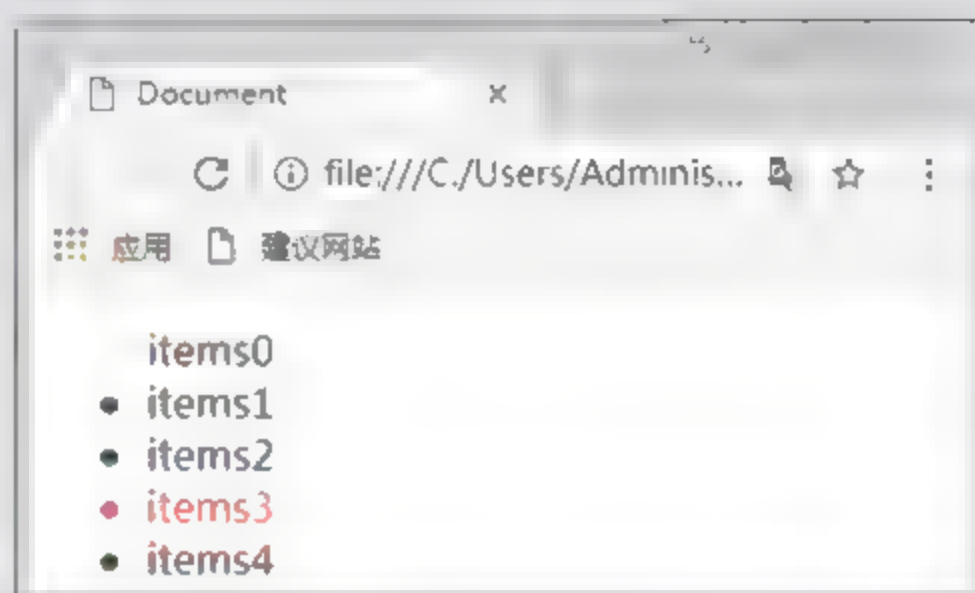 Document
file:///C:/Users/Adminis...
应用 建议网站
items0
items1
items2
items3
items4